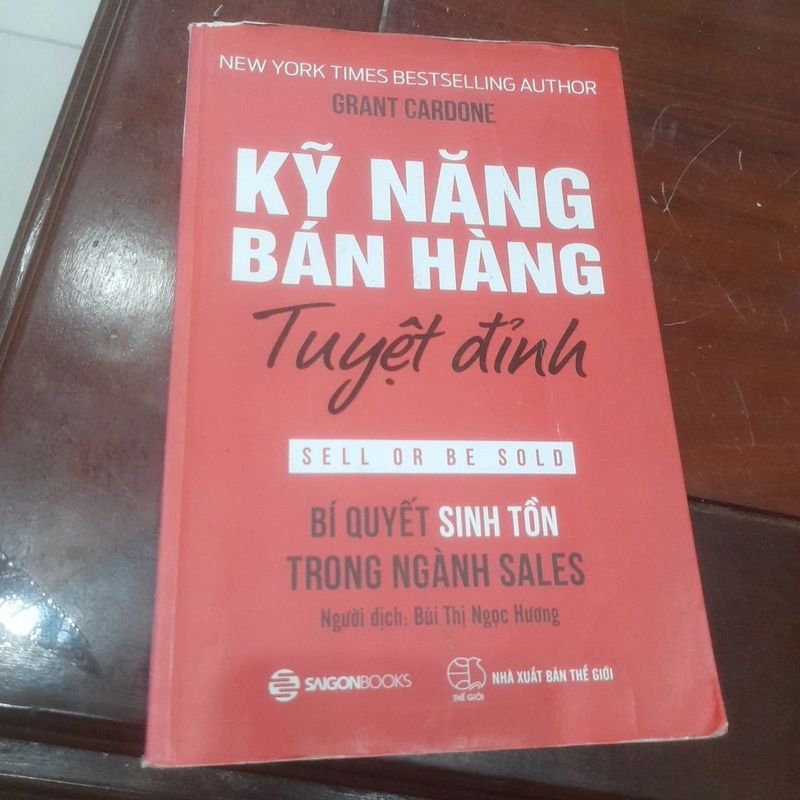 NEW YORK TIMES BESTSELLING AUTHOR
GRANT CARDONE
KỸ NĂNG
BÁN HÀNG
Tuyệt đỉnh
SELL OR BE SOLD
BÍ QUYẾT SINH TỒN
TRONG NGÀNH SALES
Người dịch: Bùi Thị Ngọc Hương
SAIGONBOOKS
THẾ GIỚI
NHÀ XUẤT BẢN THẾ GIỚI